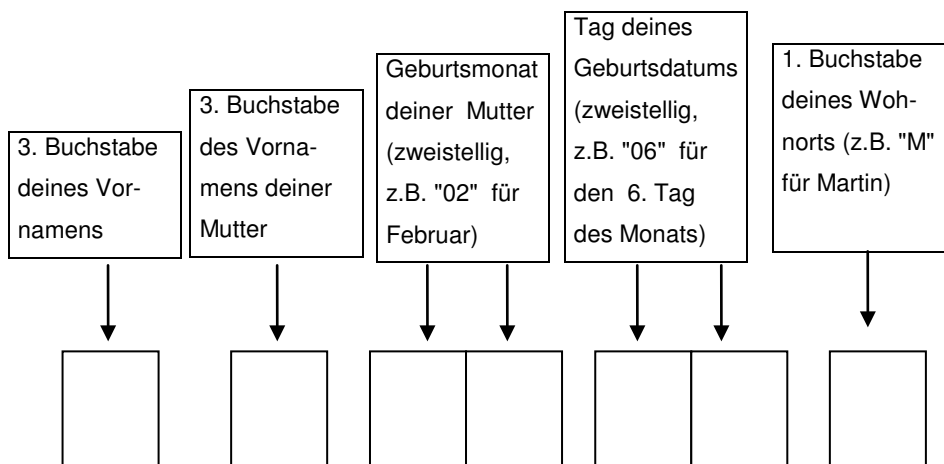 3. Buchstabe
deines Vor-
namens
3. Buchstabe
des Vorna-
mens deiner
Mutter
Geburtsmonat
deiner Mutter
(zweistellig,
z.B. "02" für
Februar)
Tag deines
Geburtsdatums
(zweistellig,
z.B. "06" für
den 6. Tag
des Monats)
1. Buchstabe
deines Woh-
norts (z.B. "M"
für Martin)